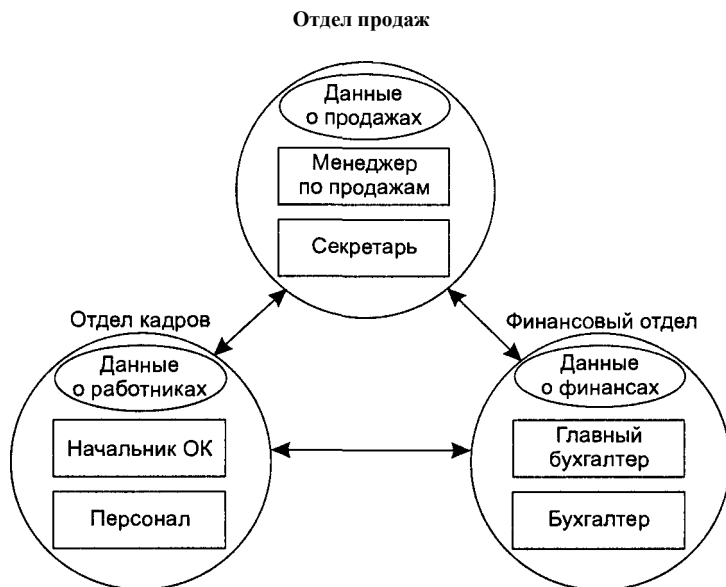 Отдел продаж
Данные
о продажах
Менеджер
по продажам
Секретарь
Отдел кадров
Данные
о работниках
Начальник ОК
Персонал
Финансовый отдел
Данные
о финансах
Главный
бухгалтер
Бухгалтер